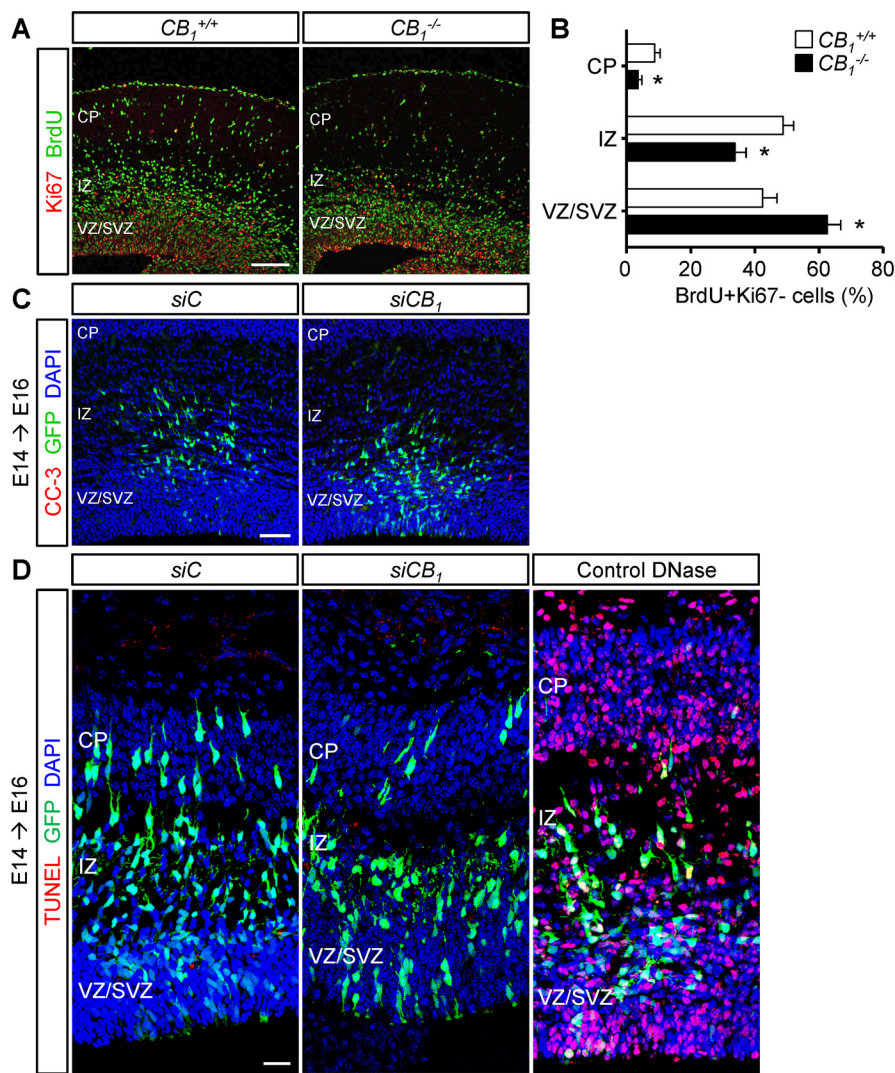 A
CB1+/+
CB1-/-
Ki67 BrdU
CP
IZ
VZ/SVZ
CP
IZ
VZ/SVZ
B
CB1+/+
CB1-/-
CP
*
IZ
*
VZ/SVZ
*
0 20 40 60 80
BrdU+Ki67- cells (%)
C
siC
siCB1
E14 → E16
CC-3 GFP DAPI
CP
IZ
VZ/SVZ
CP
IZ
VZ/SVZ
D
siC
siCB1
Control DNase
E14 → E16
TUNEL GFP DAPI
CP
IZ
VZ/SVZ
CP
IZ
VZ/SVZ
CP
IZ
VZ/SVZ